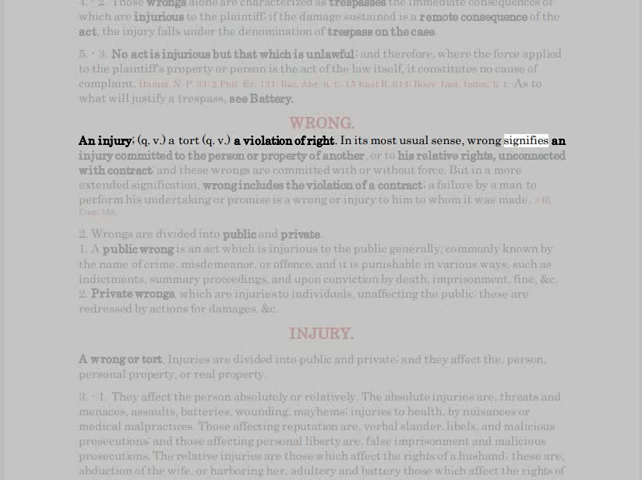 4. · 2. Those wrongs alone are characterized as trespasses the immediate consequences of
which are injurious to the plaintiff; if the damage sustained is a remote consequence of the
act, the injury falls under the denomination of trespass on the case.
5. · 3. No act is injurious but that which is unlawful; and therefore, where the force applied
to the plaintiff's property or person is the act of the law itself, it constitutes no cause of
complaint. Hamm. N. P. 34; 2 Phil. Ev. 131; Bac. Abr. h. t.; 15 East R. 614; Bouv. Inst. Index, h. t. As to
what will justify a trespass, see Battery.
WRONG.
An injury; (q. v.) a tort (q. v.) a violation of right. In its most usual sense, wrong signifies an
injury committed to the person or property of another, or to his relative rights, unconnected
with contract; and these wrongs are committed with or without force. But in a more
extended signification, wrong includes the violation of a contract; a failure by a man to
perform his undertaking or promise is a wrong or injury to him to whom it was made. 3 Bl.
Com. 158.
2. Wrongs are divided into public and private.
1. A public wrong is an act which is injurious to the public generally, commonly known by
the name of crime, misdemeanor, or offence, and it is punishable in various ways, such as
indictments, summary proceedings, and upon conviction by death, imprisonment, fine, &c.
2. Private wrongs, which are injuries to individuals, unaffecting the public: these are
redressed by actions for damages, &c.
INJURY.
A wrong or tort. Injuries are divided into public and private; and they affect the. person,
personal property, or real property.
3. · 1. They affect the person absolutely or relatively. The absolute injuries are, threats and
menaces, assaults, batteries, wounding, mayhems; injuries to health, by nuisances or
medical malpractices. Those affecting reputation are, verbal slander, libels, and malicious
prosecutions; and those affecting personal liberty are, false imprisonment and malicious
prosecutions. The relative injuries are those which affect the rights of a husband; these are,
abduction of the wife, or harboring her, adultery and battery those which affect the rights of